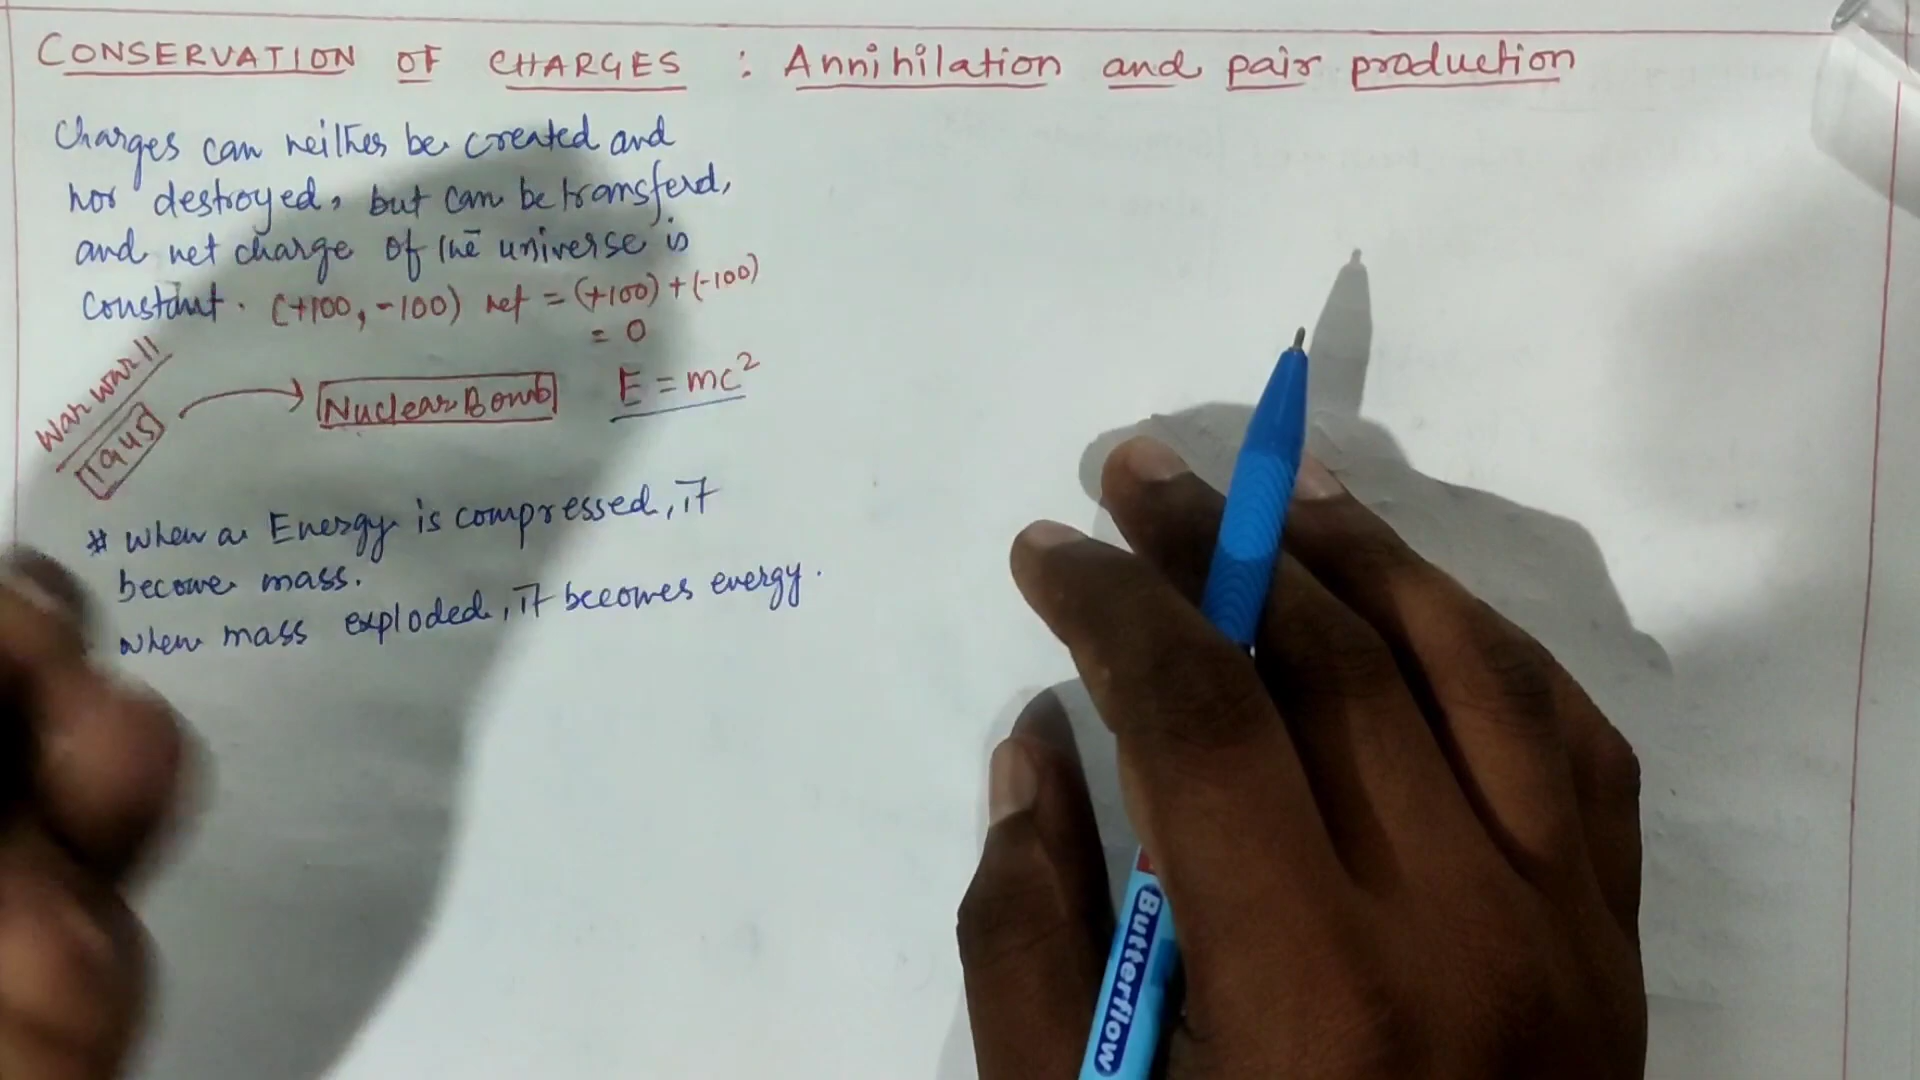 CONSERVATION OF CHARGES : Annihilation and pair production
Charges can neither be created and
nor destroyed, but can be transferd,
and net charge of the universe is
constant. (+100, -100) net = (+100) + (-100)
= 0
War War II
1945
Nuclear Bomb
E = mc²
* When a Energy is compressed, it
become mass.
when mass exploded, it becomes energy.
Butterflow